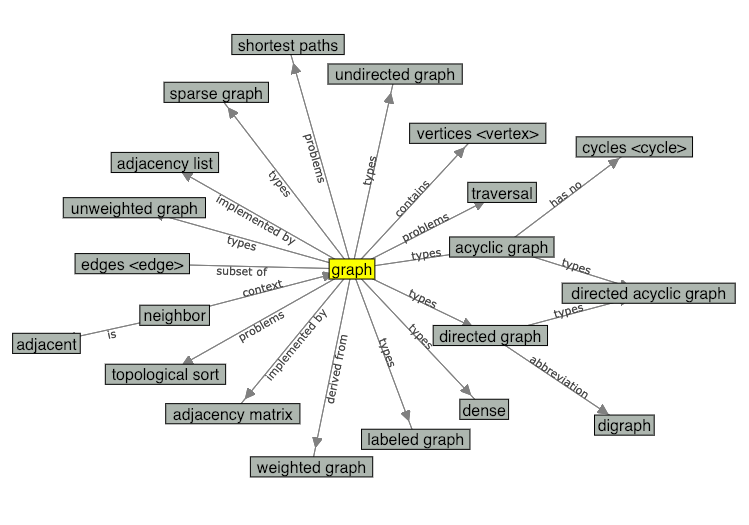 shortest paths
undirected graph
sparse graph
vertices <vertex>
cycles <cycle>
problems
adjacency list
types
types
traversal
has no
contains
unweighted graph
implemented by
problems
types
acyclic graph
types
edges <edge>
subset of
graph
types
directed acyclic graph
context
types
neighbor
types
is
problems
directed graph
adjacent
implemented by
types
types
derived from
topological sort
abbreviation
adjacency matrix
dense
digraph
labeled graph
weighted graph